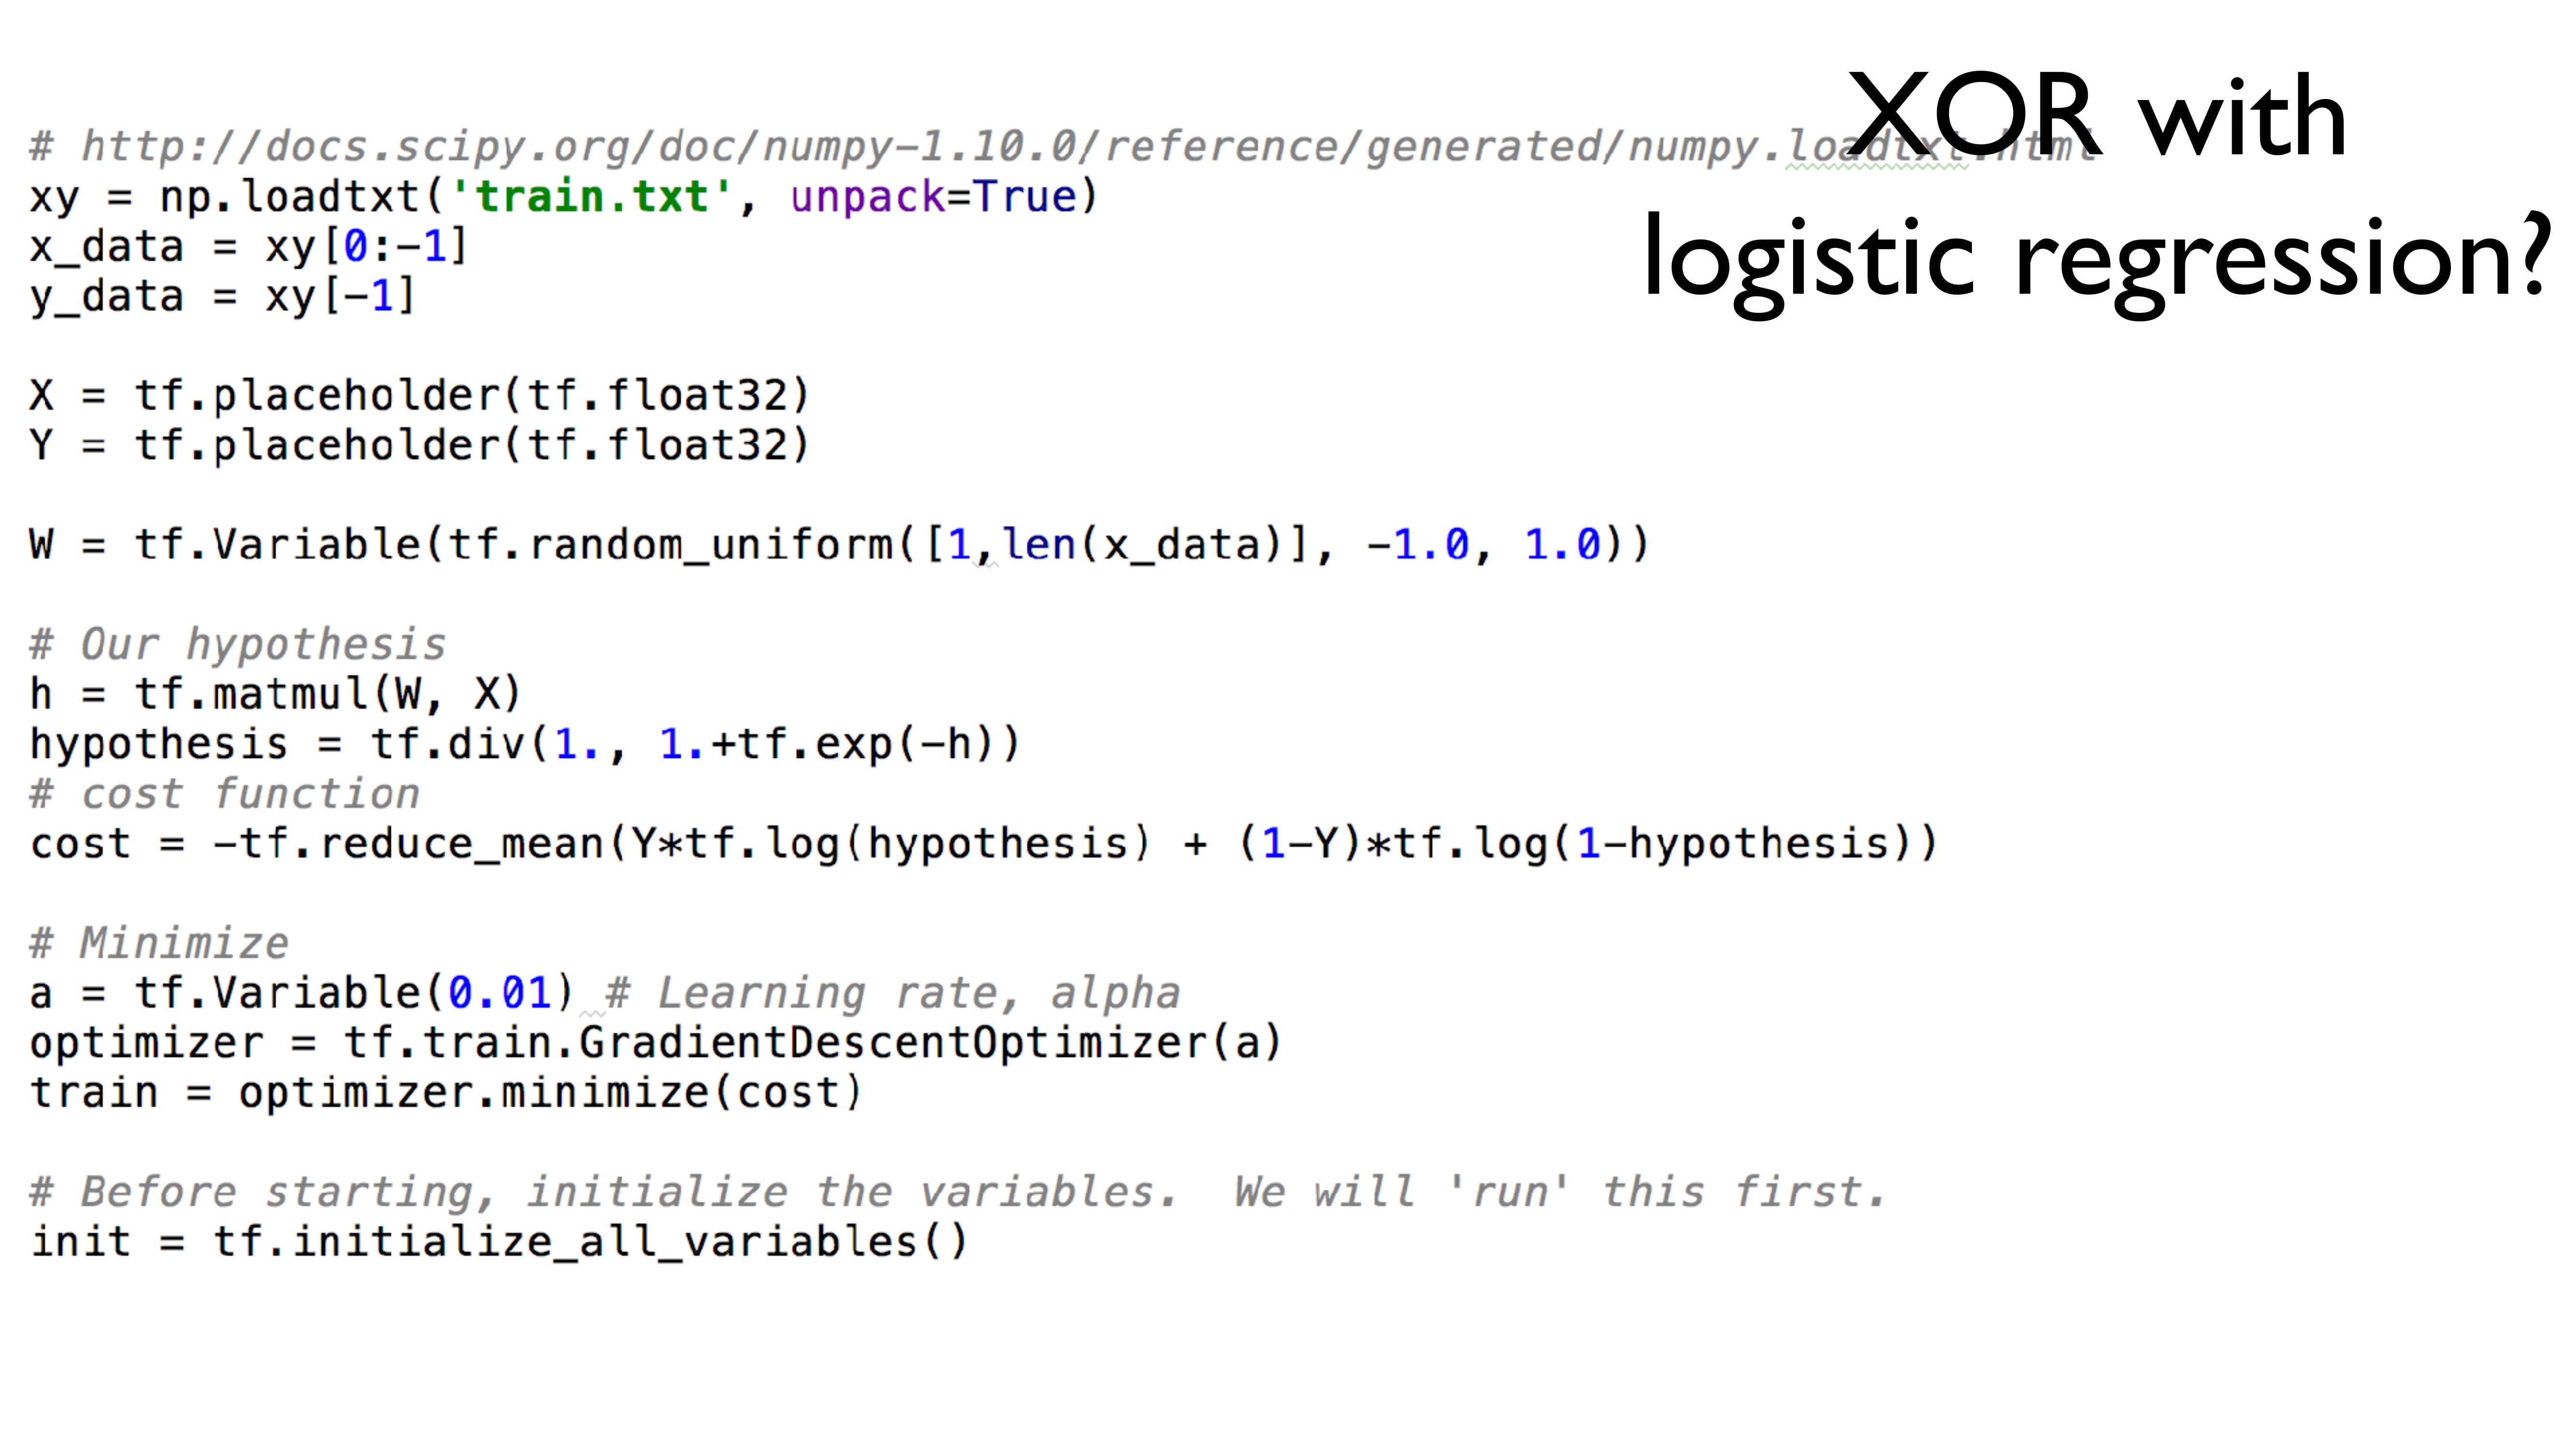 XOR with
logistic regression?
# http://docs.scipy.org/doc/numpy-1.10.0/reference/generated/numpy.loadtxt.html
xy = np.loadtxt('train.txt', unpack=True)
x_data = xy[0:-1]
y_data = xy[-1]
X = tf.placeholder(tf.float32)
Y = tf.placeholder(tf.float32)
W = tf.Variable(tf.random_uniform([1,len(x_data)], -1.0, 1.0))
# Our hypothesis
h = tf.matmul(W, X)
hypothesis = tf.div(1., 1.+tf.exp(-h))
# cost function
cost = -tf.reduce_mean(Y*tf.log(hypothesis) + (1-Y)*tf.log(1-hypothesis))
# Minimize
a = tf.Variable(0.01) # Learning rate, alpha
optimizer = tf.train.GradientDescentOptimizer(a)
train = optimizer.minimize(cost)
# Before starting, initialize the variables.  We will 'run' this first.
init = tf.initialize_all_variables()